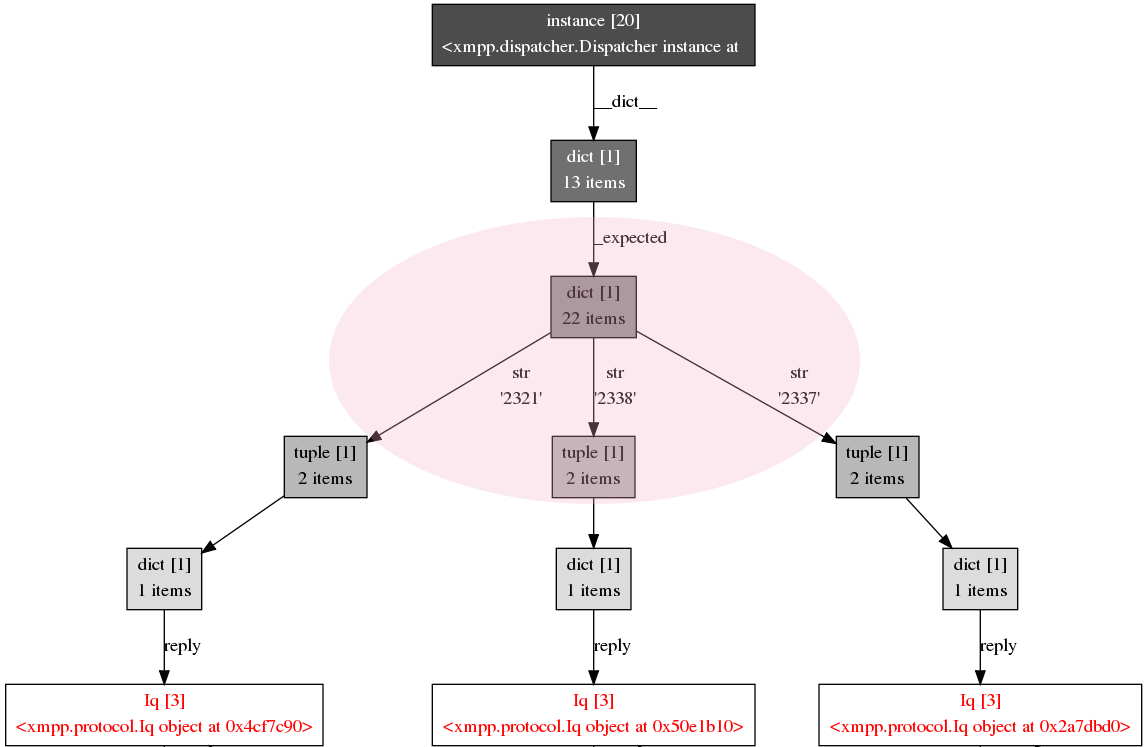 instance [20]
<xmpp.dispatcher.Dispatcher instance at
__dict__
dict [1]
13 items
_expected
dict [1]
22 items
str
'2321'
str
'2338'
str
'2337'
tuple [1]
2 items
tuple [1]
2 items
tuple [1]
2 items
dict [1]
1 items
dict [1]
1 items
dict [1]
1 items
reply
reply
reply
Iq [3]
<xmpp.protocol.Iq object at 0x4cf7c90>
Iq [3]
<xmpp.protocol.Iq object at 0x50e1b10>
Iq [3]
<xmpp.protocol.Iq object at 0x2a7dbd0>